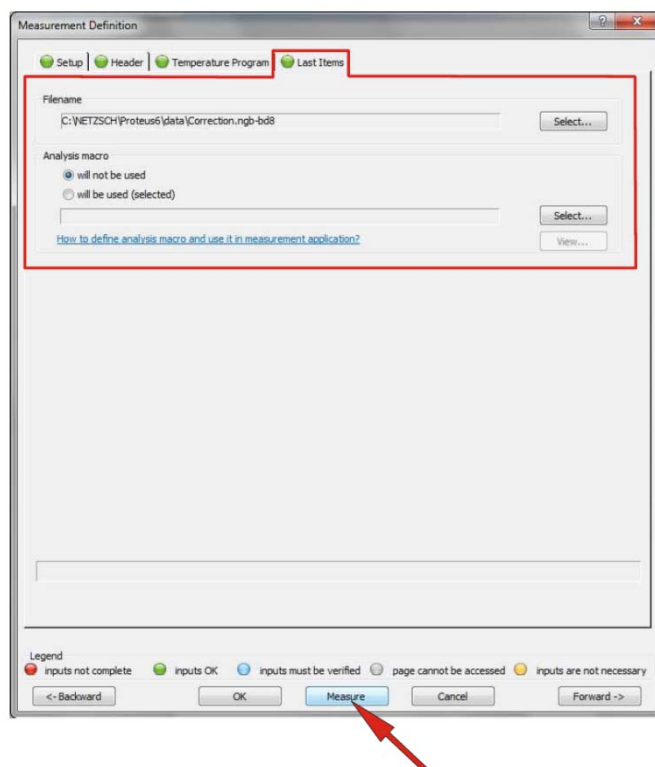 Measurement Definition
Setup Header Temperature Program Last Items
Filename
C:\NETZSCH\Proteus6\data\Correction.ngb-bd8 Select...
Analysis macro
will not be used
will be used (selected)
Select...
How to define analysis macro and use it in measurement application? View...
Legend
inputs not complete inputs OK inputs must be verified page cannot be accessed inputs are not necessary
<- Backward OK Measure Cancel Forward ->